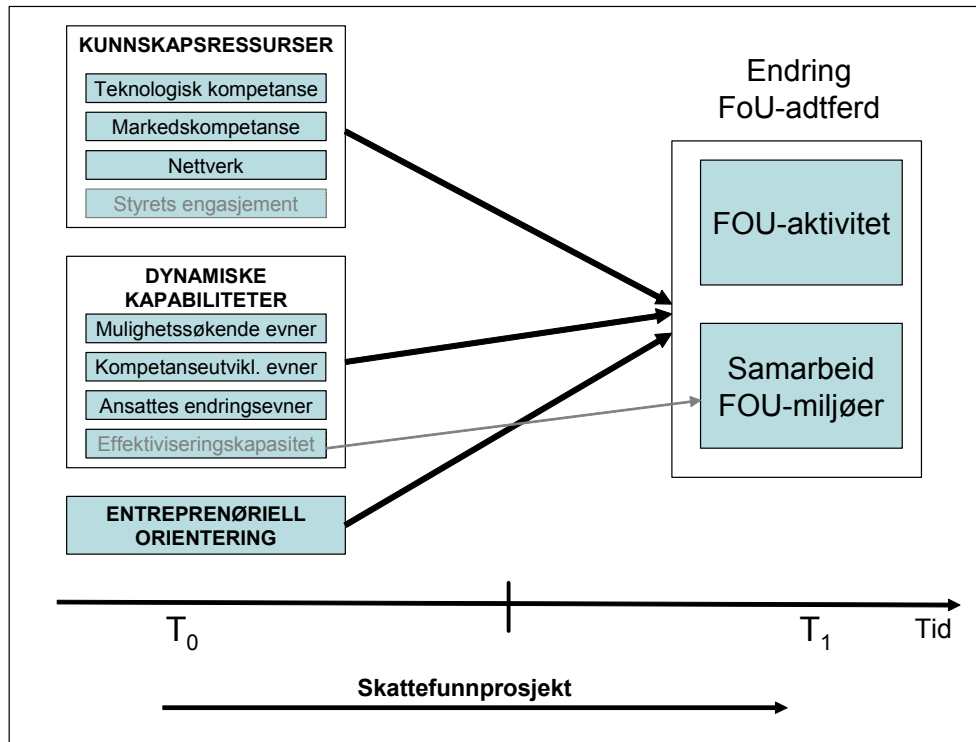 KUNNSKAPSRESSURSER
Teknologisk kompetanse
Markedskompetanse
Nettverk
Styrets engasjement
DYNAMISKE
KAPABILITETER
Mulighetssøkende evner
Kompetanseutvikl. evner
Ansattes endringsevner
Effektiviseringskapasitet
ENTREPRENØRIELL
ORIENTERING
Endring
FoU-adtferd
FOU-aktivitet
Samarbeid
FOU-miljøer
T₀
T₁
Tid
Skattefunnprosjekt